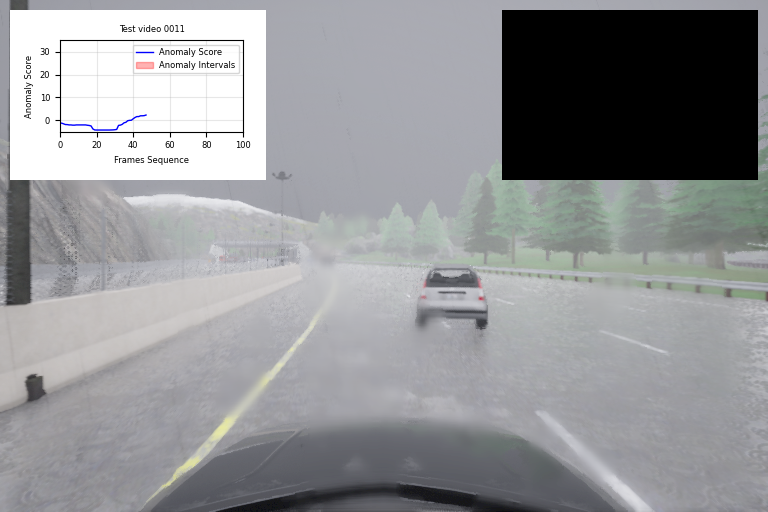 Test video 0011
Anomaly Score
Anomaly Intervals
Anomaly Score
30
20
10
0
0 20 40 60 80 100
Frames Sequence